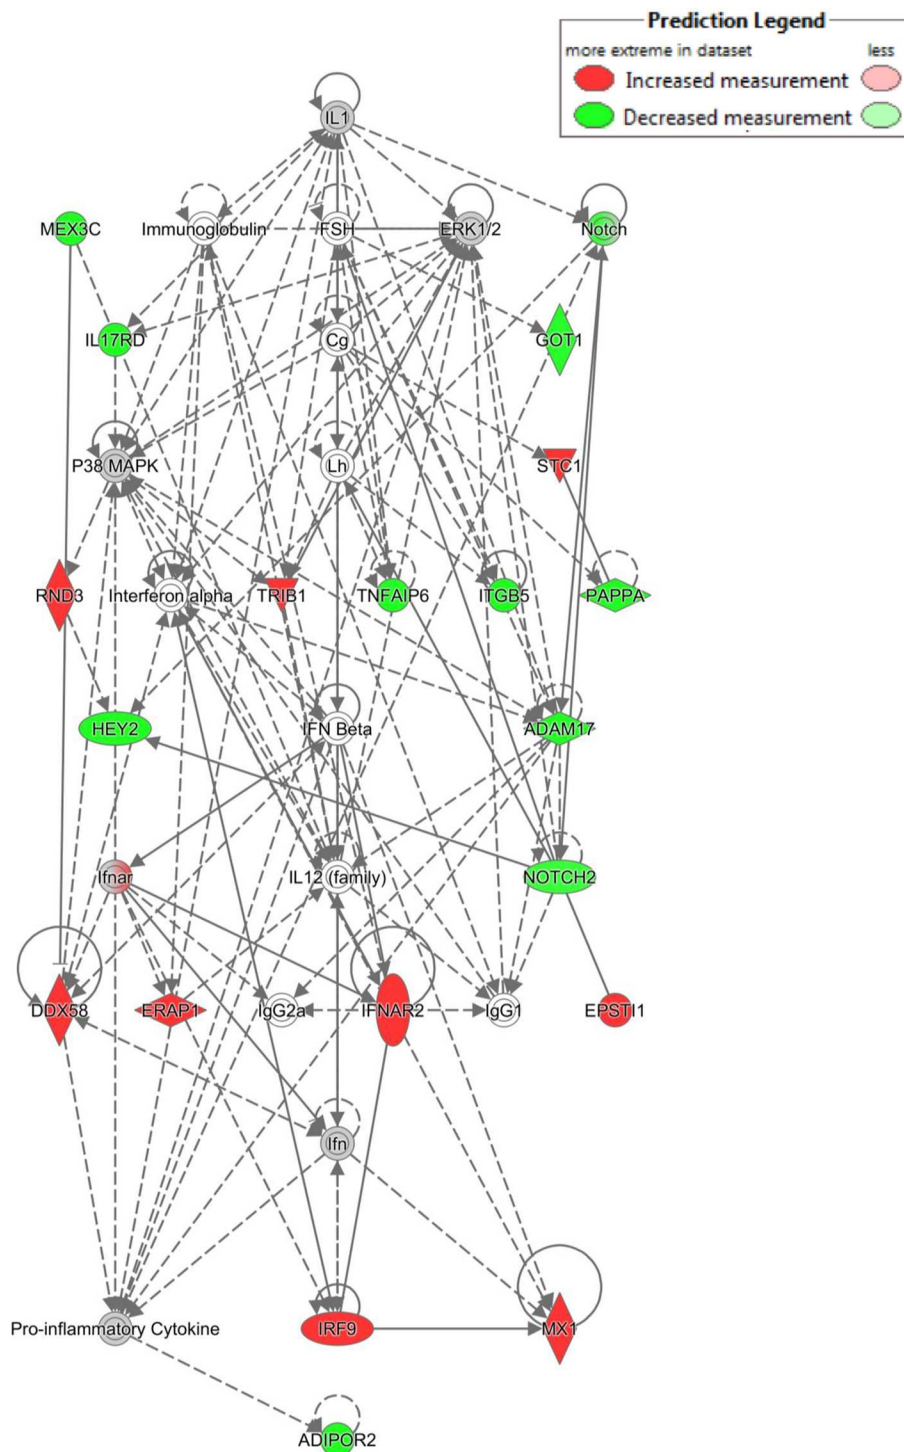 Prediction Legend
more extreme in dataset less
Increased measurement
Decreased measurement
IL1
MEX3C Immunoglobulin FSH ERK1/2 Notch
IL17RD Cg GOT1
P38 MAPK Lh STC1
RND3 Interferon alpha TRIB1 TNFAIP6 ITGB5 PAPPA
HEY2 IFN Beta ADAM17
Ifnar IL12 (family) NOTCH2
DDX58 ERAP1 IgG2a IFNAR2 IgG1 EPSTI1
Ifn
Pro-inflammatory Cytokine IRF9 MX1
ADIPOR2